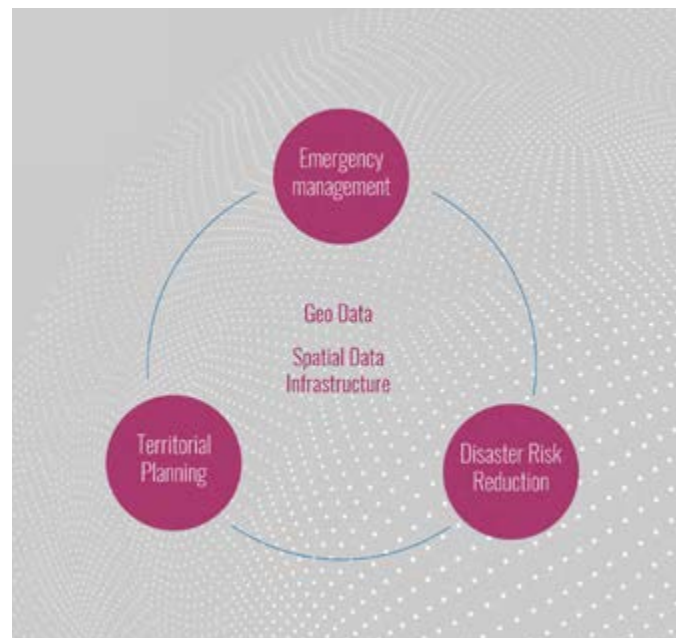 Emergency
management
Geo Data
Spatial Data
Infrastructure
Territorial
Planning
Disaster Risk
Reduction